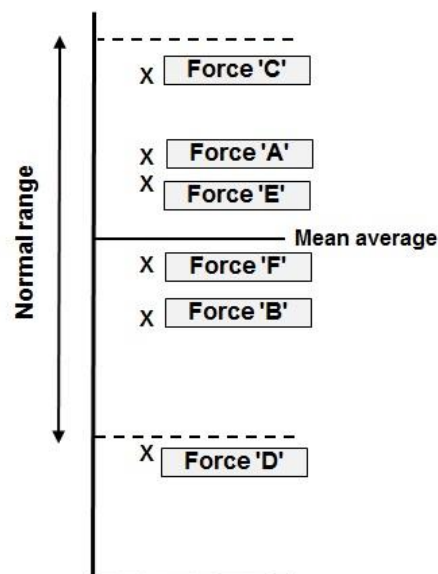 X Force 'C'
X Force 'A'
X Force 'E'
Normal range
Mean average
X Force 'F'
X Force 'B'
X Force 'D'